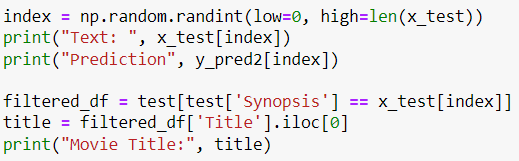 index = np.random.randint(low=0, high=len(x_test))
print("Text: ", x_test[index])
print("Prediction", y_pred2[index])
filtered_df = test[test['Synopsis'] == x_test[index]]
title = filtered_df['Title'].iloc[0]
print("Movie Title:", title)